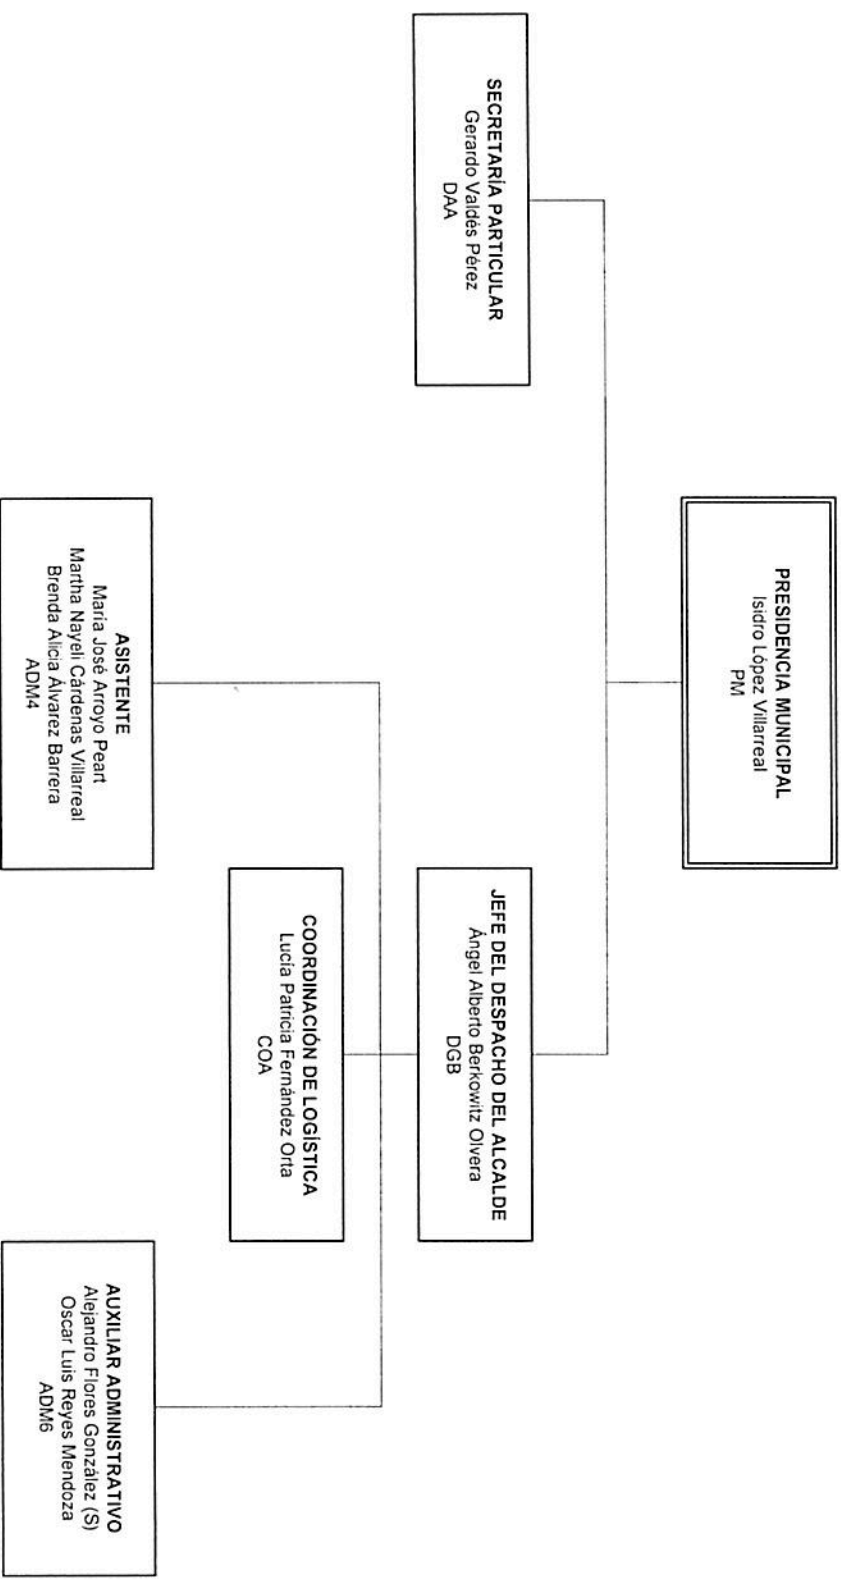 PRESIDENCIA MUNICIPAL
Isidro López Villarreal
PM
SECRETARÍA PARTICULAR
Gerardo Valdés Pérez
DAA
JEFE DEL DESPACHO DEL ALCALDE
Ángel Alberto Berkowitz Olvera
DGB
COORDINACIÓN DE LOGÍSTICA
Lucía Patricia Fernández Orta
COA
ASISTENTE
María José Arroyo Peart
Martha Nayeli Cárdenas Villarreal
Brenda Alicia Álvarez Barrera
ADM4
AUXILIAR ADMINISTRATIVO
Alejandro Flores González (S)
Oscar Luis Reyes Mendoza
ADM6